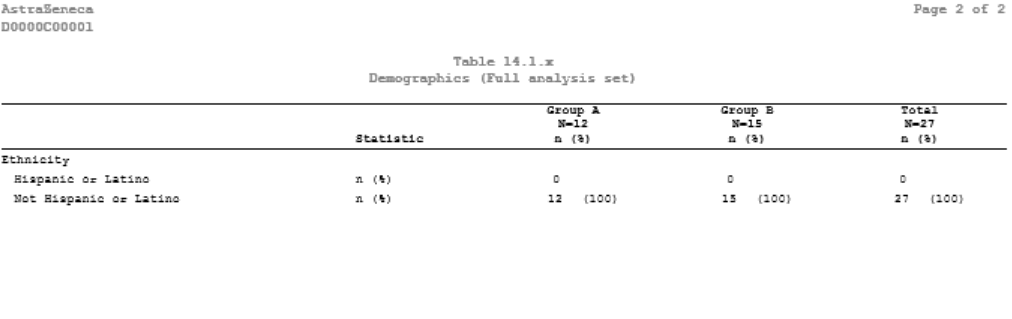 AstraZeneca Page 2 of 2
D0000C00001
Table 14.1.x
Demographics (Full analysis set)
Group A Group B Total
N=12 N=15 N=27
Statistic n (%) n (%) n (%)
Ethnicity
Hispanic or Latino n (%) 0 0 0
Not Hispanic or Latino n (%) 12 (100) 15 (100) 27 (100)